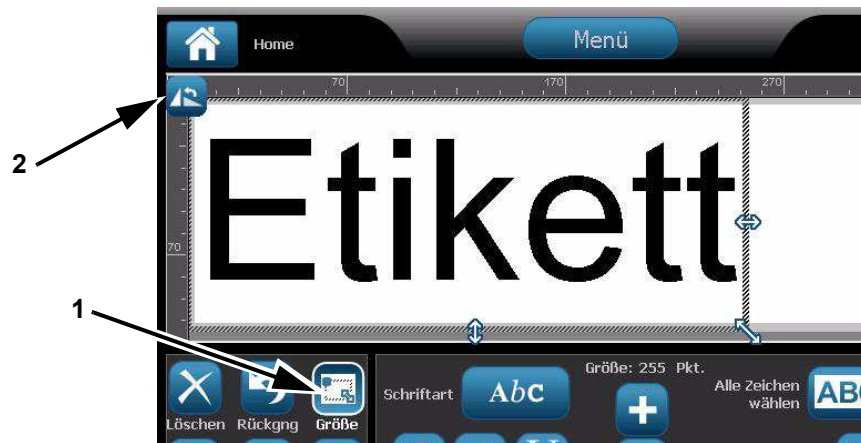 Home
Menü
70
170
270
2
Etikett
70
1
Größe: 255 Pkt.
Schriftart
AbC
Alle Zeichen
wählen
ABC
Löschen
Rückgng
Größe